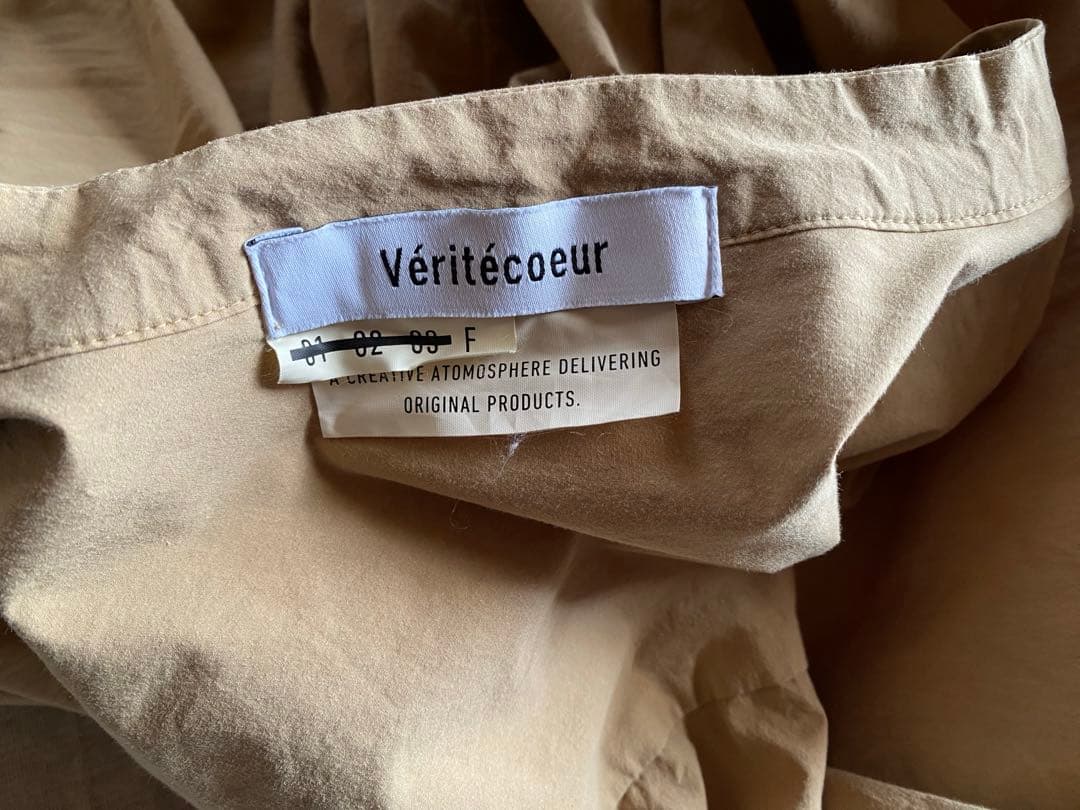 Véritécoeur
01 02 03 F
A CREATIVE ATOMOSPHERE DELIVERING
ORIGINAL PRODUCTS.